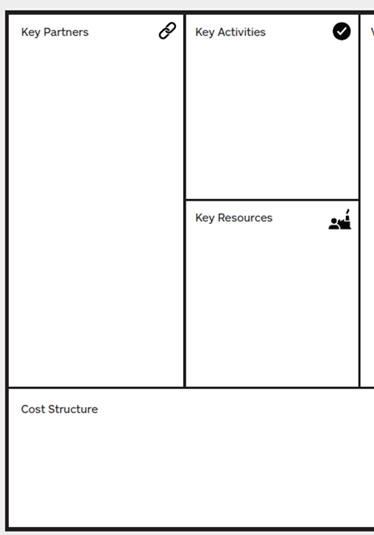 Key Partners
Key Activities
Key Resources
Cost Structure